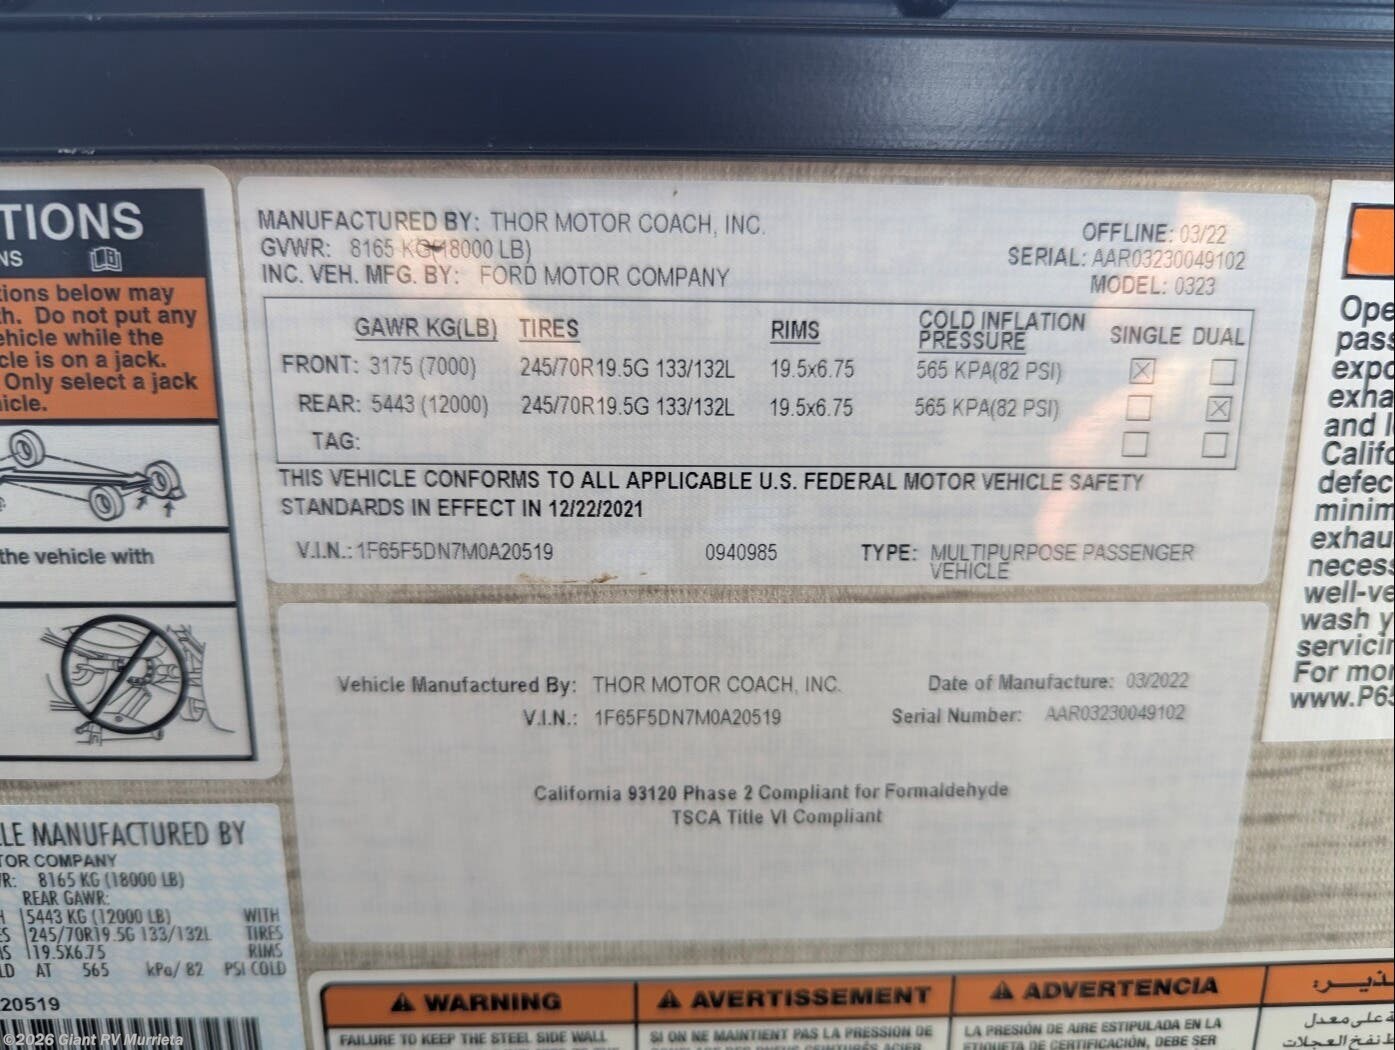 TIONS
NS
tions below may
th. Do not put any
ehicle while the
cle is on a jack.
Only select a jack
icle.
the vehicle with
MANUFACTURED BY: THOR MOTOR COACH, INC.
GVWR: 8165 KG(18000 LB)
INC. VEH. MFG. BY: FORD MOTOR COMPANY
OFFLINE: 03/22
SERIAL: AAR03230049102
MODEL: 0323
GAWR KG(LB) TIRES RIMS COLD INFLATION PRESSURE SINGLE DUAL
FRONT: 3175 (7000) 245/70R19.5G 133/132L 19.5x6.75 565 KPA(82 PSI) ☒ ☐
REAR: 5443 (12000) 245/70R19.5G 133/132L 19.5x6.75 565 KPA(82 PSI) ☐ ☒
TAG: ☐ ☐
THIS VEHICLE CONFORMS TO ALL APPLICABLE U.S. FEDERAL MOTOR VEHICLE SAFETY
STANDARDS IN EFFECT IN 12/22/2021
V.I.N.: 1F65F5DN7M0A20519 0940985 TYPE: MULTIPURPOSE PASSENGER
VEHICLE
Vehicle Manufactured By: THOR MOTOR COACH, INC. Date of Manufacture: 03/2022
V.I.N.: 1F65F5DN7M0A20519 Serial Number: AAR03230049102
California 93120 Phase 2 Compliant for Formaldehyde
TSCA Title VI Compliant
Ope
pass
expo
exha
and l
Califo
defec
minim
exhau
necess
well-ve
wash y
servicin
For mor
www.P65
LE MANUFACTURED BY
TOR COMPANY
R: 8165 KG (18000 LB)
REAR GAWR:
H 5443 KG (12000 LB) WITH
S 245/70R19.5G 133/132L TIRES
S 19.5X6.75 RIMS
LD AT 565 kPa/ 82 PSI COLD
20519
⚠ WARNING
FAILURE TO KEEP THE STEEL SIDE WALL
⚠ AVERTISSEMENT
SI ON NE MAINTIENT PAS LA PRESSION DE
⚠ ADVERTENCIA
LA PRESIÓN DE AIRE ESTIPULADA EN LA
ETIQUETA DE CERTIFICACIÓN, DEBE SER
©2026 Giant RV Murrieta